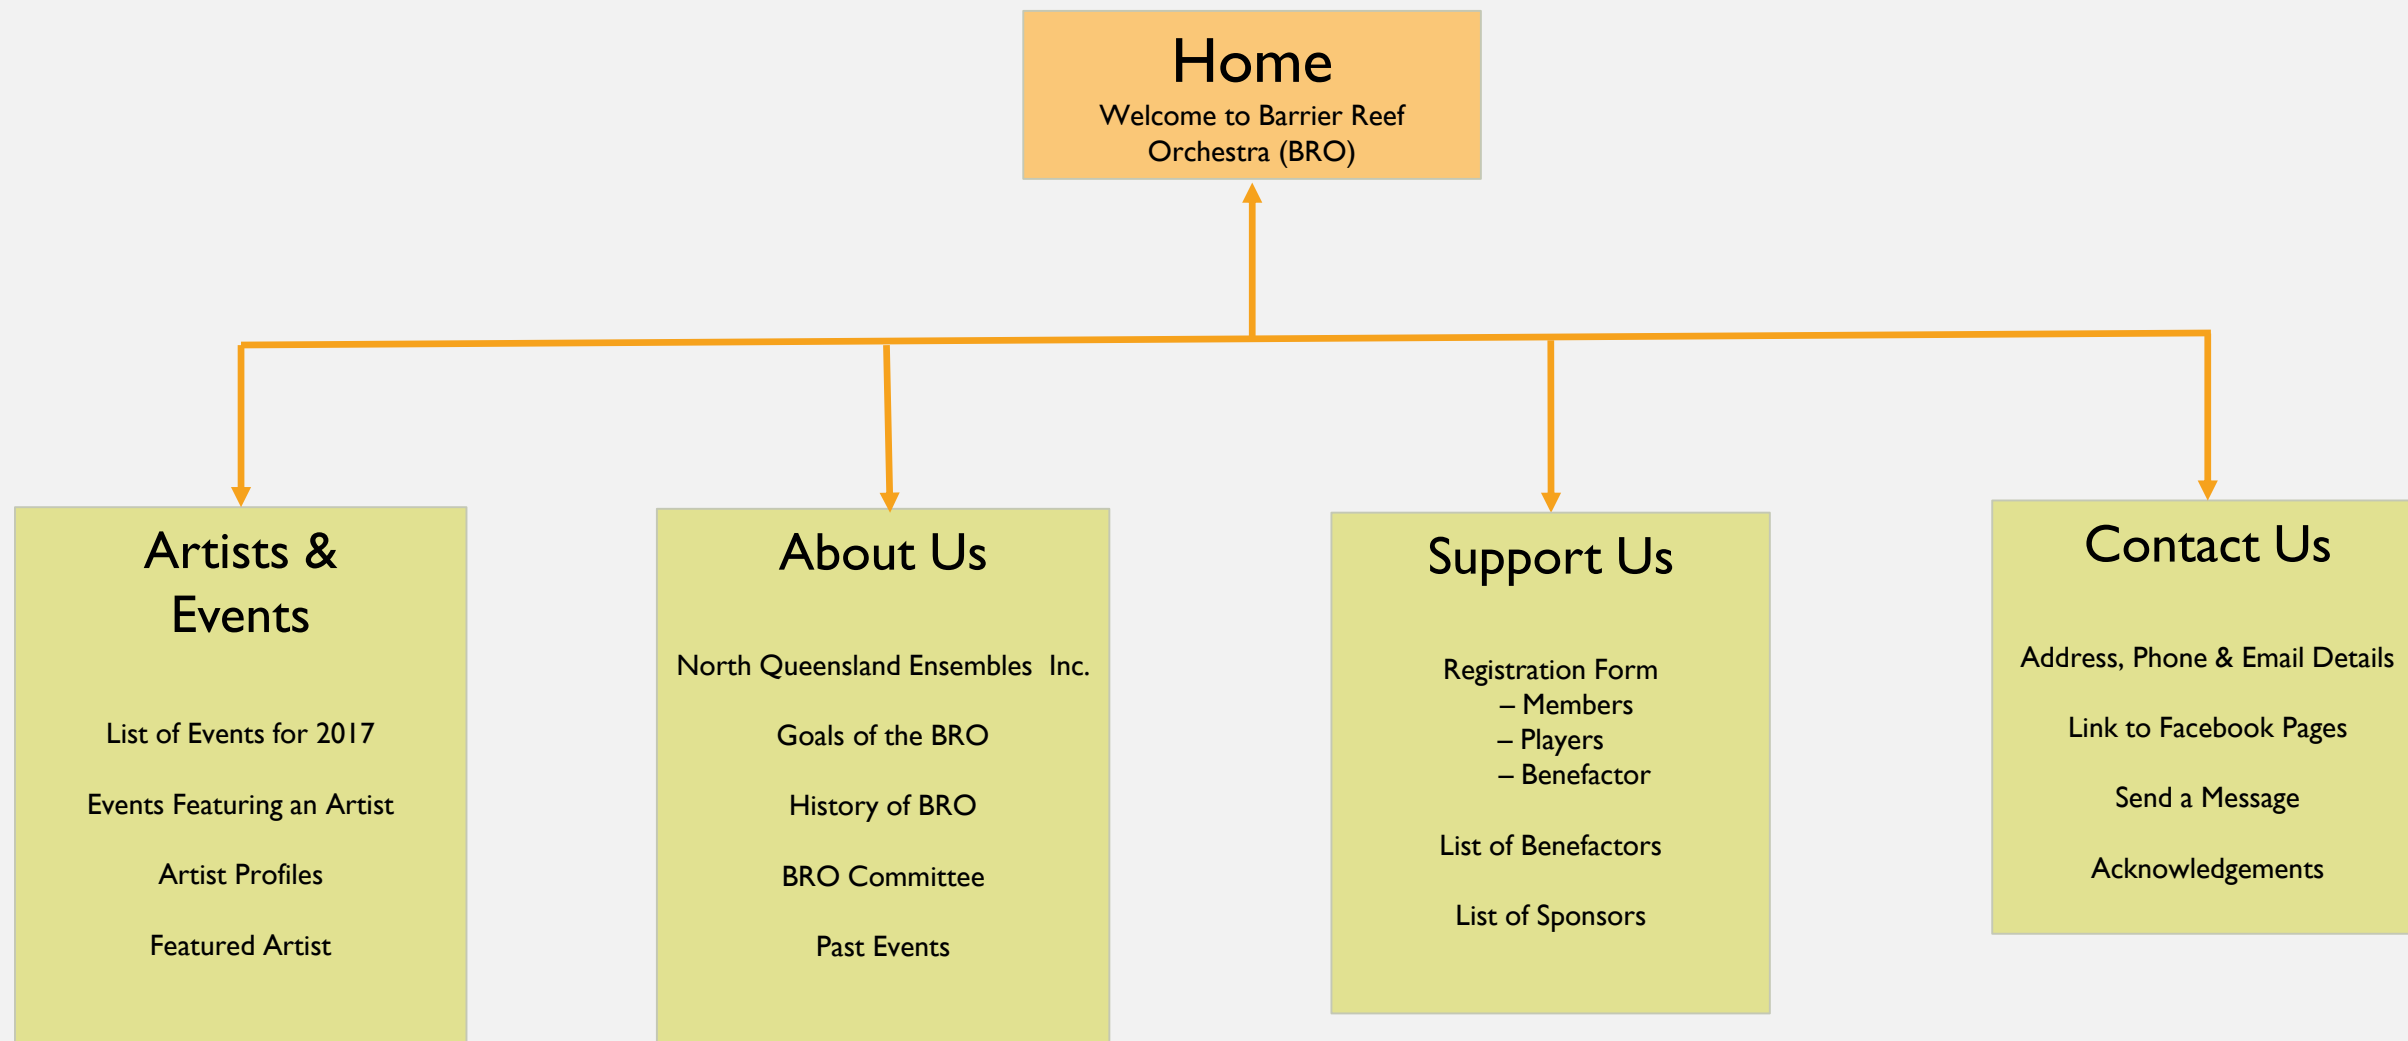 Home
Welcome to Barrier Reef
Orchestra (BRO)
Artists &
Events
List of Events for 2017
Events Featuring an Artist
Artist Profiles
Featured Artist
About Us
North Queensland Ensembles  Inc.
Goals of the BRO
History of BRO
BRO Committee
Past Events
Support Us
Registration Form
– Members
– Players
– Benefactor
List of Benefactors
List of Sponsors
Contact Us
Address, Phone & Email Details
Link to Facebook Pages
Send a Message
Acknowledgements